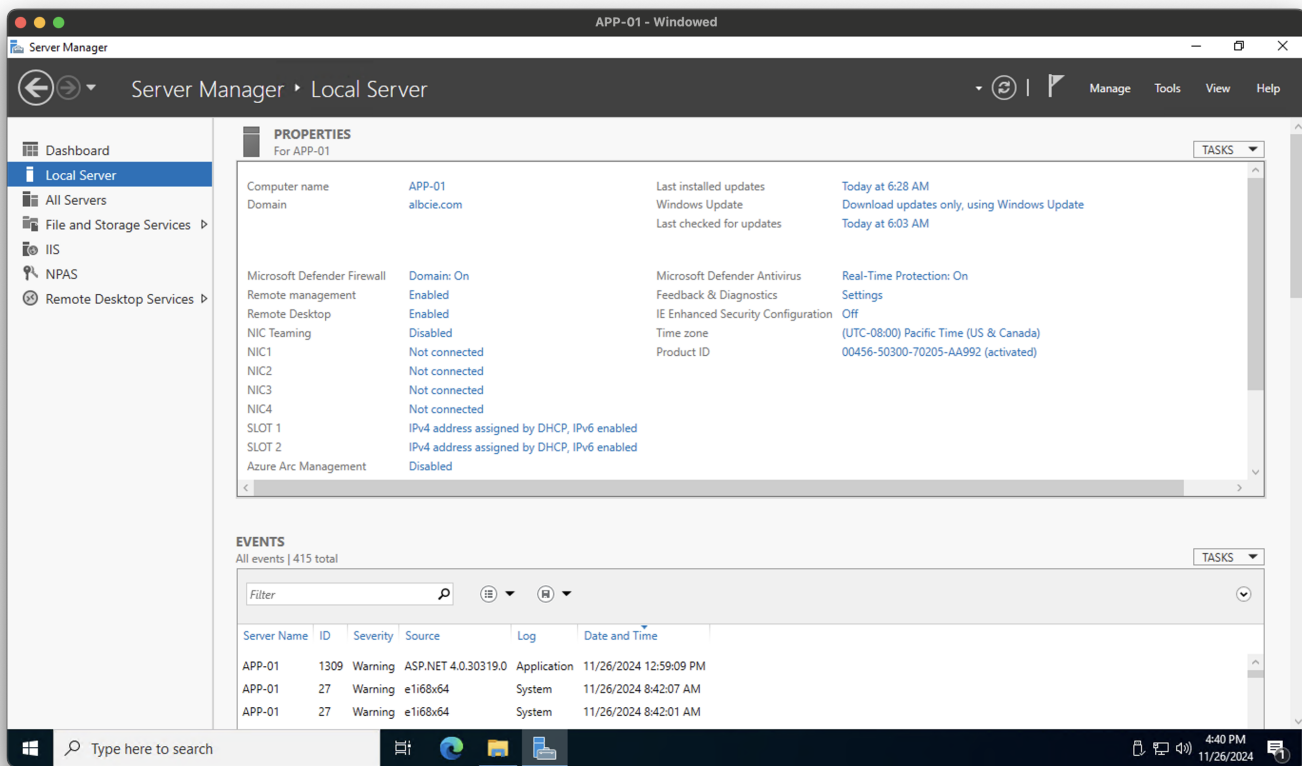 APP-01 - Windowed
Server Manager
Server Manager ‣ Local Server
Manage Tools View Help
Dashboard
Local Server
All Servers
File and Storage Services
IIS
NPAS
Remote Desktop Services
PROPERTIES
For APP-01
TASKS
Computer name APP-01 Last installed updates Today at 6:28 AM
Domain albcie.com Windows Update Download updates only, using Windows Update
Last checked for updates Today at 6:03 AM
Microsoft Defender Firewall Domain: On Microsoft Defender Antivirus Real-Time Protection: On
Remote management Enabled Feedback & Diagnostics Settings
Remote Desktop Enabled IE Enhanced Security Configuration Off
NIC Teaming Disabled Time zone (UTC-08:00) Pacific Time (US & Canada)
NIC1 Not connected Product ID 00456-50300-70205-AA992 (activated)
NIC2 Not connected
NIC3 Not connected
NIC4 Not connected
SLOT 1 IPv4 address assigned by DHCP, IPv6 enabled
SLOT 2 IPv4 address assigned by DHCP, IPv6 enabled
Azure Arc Management Disabled
EVENTS
All events | 415 total
TASKS
Filter
Server Name ID Severity Source Log Date and Time
APP-01 1309 Warning ASP.NET 4.0.30319.0 Application 11/26/2024 12:59:09 PM
APP-01 27 Warning e1i68x64 System 11/26/2024 8:42:07 AM
APP-01 27 Warning e1i68x64 System 11/26/2024 8:42:01 AM
Type here to search
4:40 PM
11/26/2024
1